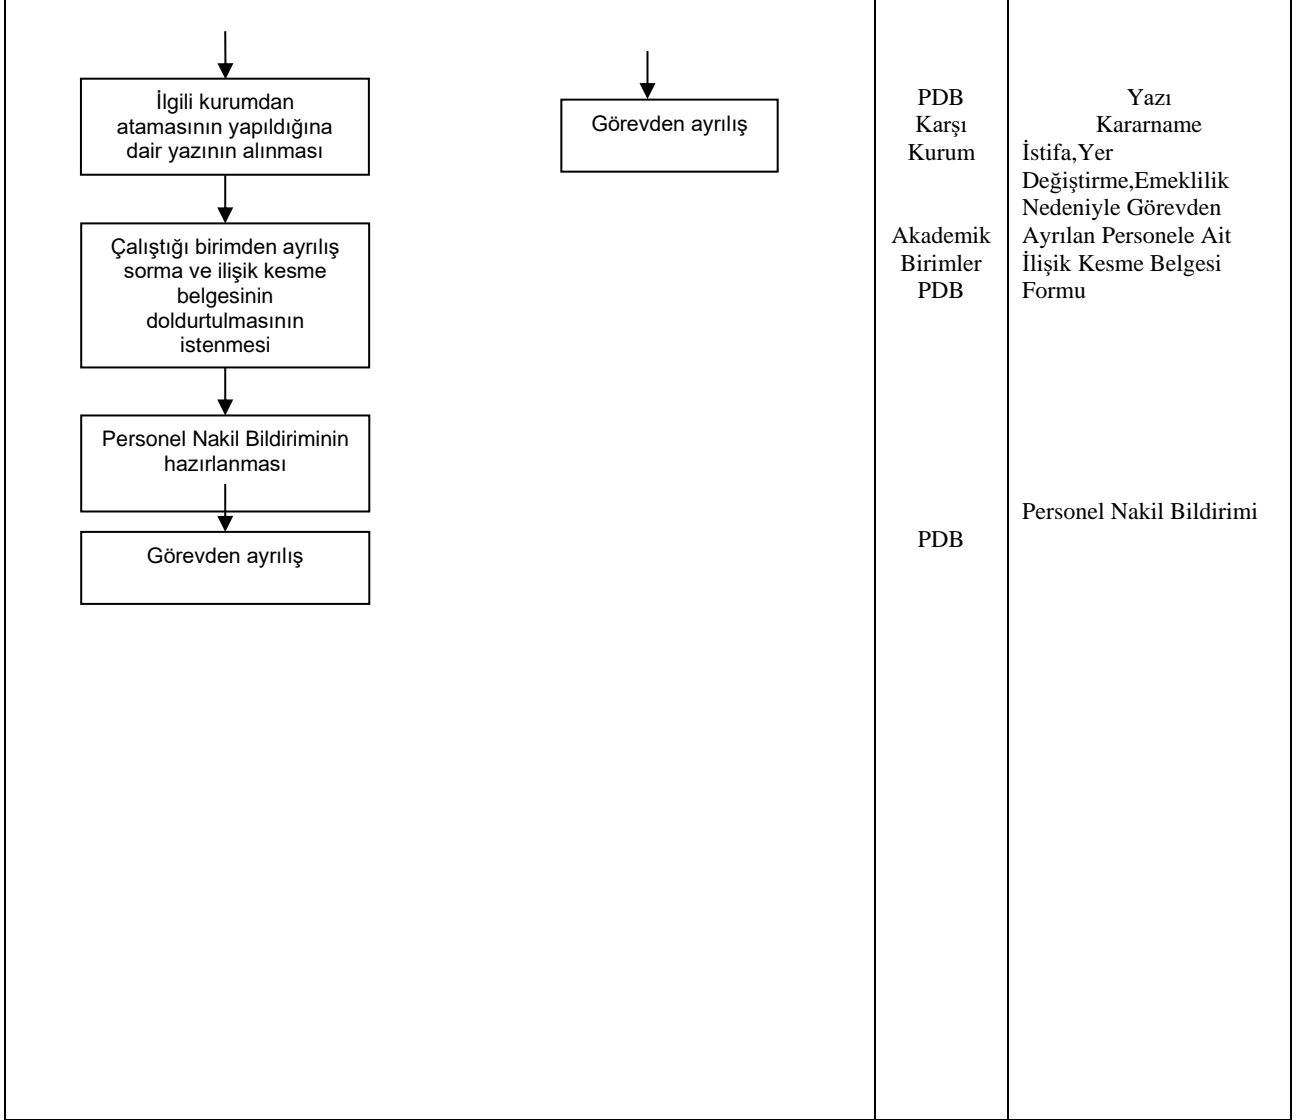 İlgili kurumdan
atamasının yapıldığına
dair yazının alınması
Çalıştığı birimden ayrılış
sorma ve ilişik kesme
belgesinin
doldurtulmasının
istenmesi
Personel Nakil Bildiriminin
hazırlanması
Görevden ayrılış
Görevden ayrılış
PDB
Karşı
Kurum
Akademik
Birimler
PDB
PDB
Yazı
Kararname
İstifa,Yer
Değiştirme,Emeklilik
Nedeniyle Görevden
Ayrılan Personele Ait
İlişik Kesme Belgesi
Formu
Personel Nakil Bildirimi